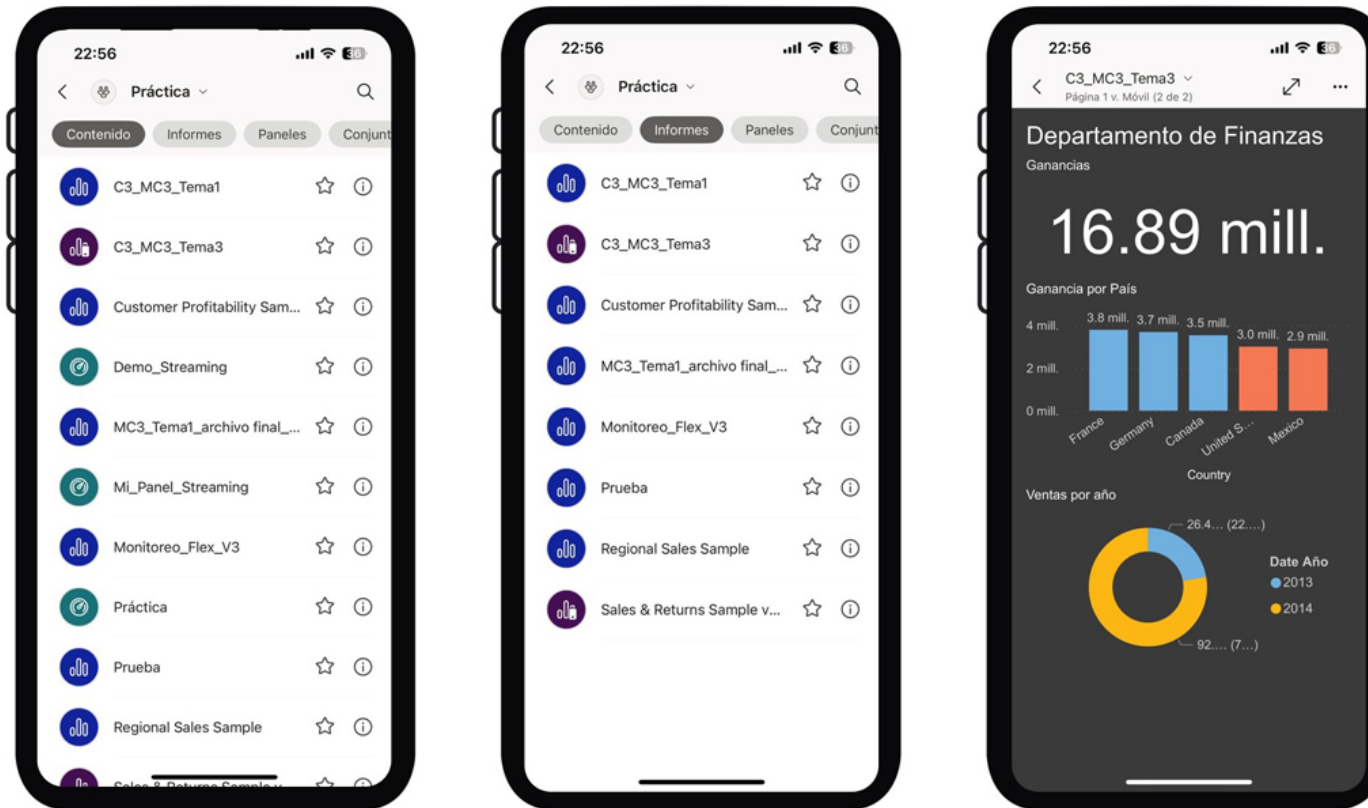 22:56
36
Práctica
Contenido
Informes
Paneles
Conjunt
C3_MC3_Tema1
C3_MC3_Tema3
Customer Profitability Sam...
Demo_Streaming
MC3_Tema1_archivo final_...
Mi_Panel_Streaming
Monitoreo_Flex_V3
Práctica
Prueba
Regional Sales Sample
Sales & Returns Sample v...
22:56
36
Práctica
Contenido
Informes
Paneles
Conjunt
C3_MC3_Tema1
C3_MC3_Tema3
Customer Profitability Sam...
MC3_Tema1_archivo final_...
Monitoreo_Flex_V3
Prueba
Regional Sales Sample
Sales & Returns Sample v...
22:56
36
C3_MC3_Tema3
Página 1 v. Móvil (2 de 2)
Departamento de Finanzas
Ganancias
16.89 mill.
Ganancia por País
4 mill.
2 mill.
0 mill.
3.8 mill.
3.7 mill.
3.5 mill.
3.0 mill.
2.9 mill.
France
Germany
Canada
United S...
Mexico
Country
Ventas por año
26.4... (22....)
92.... (7...)
Date Año
2013
2014